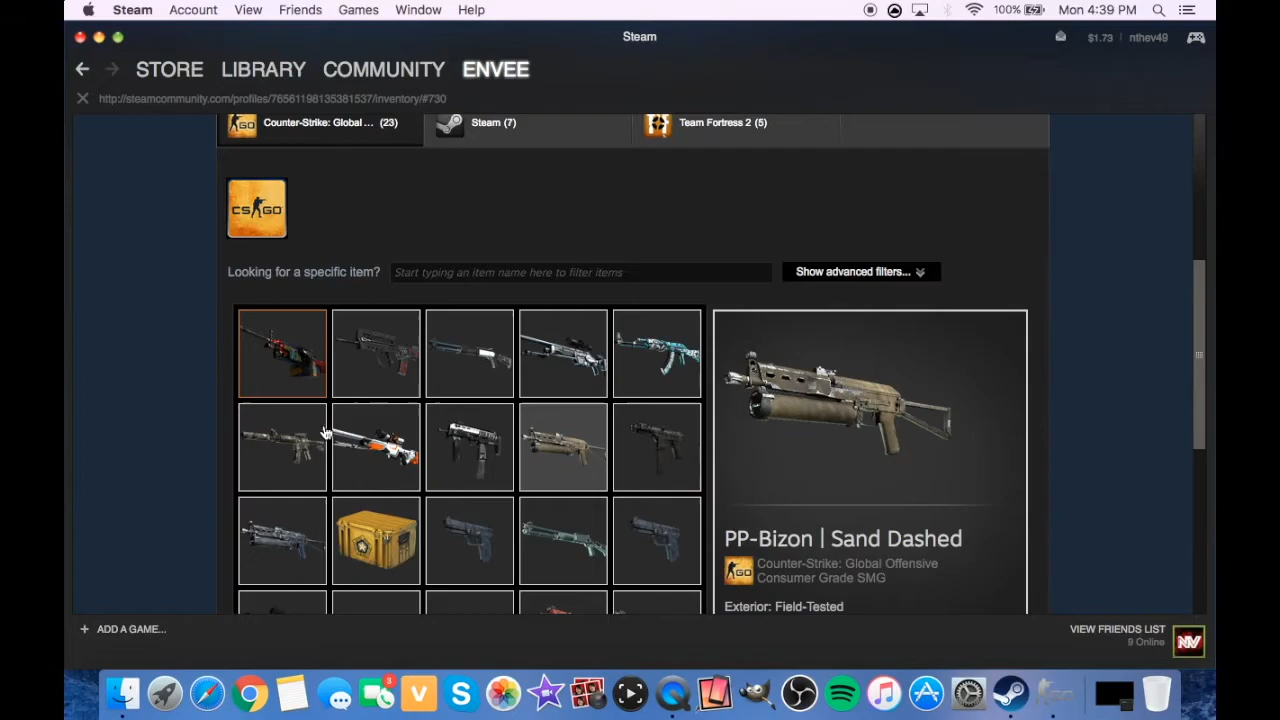 Steam Account View Friends Games Window Help 100% Mon 4:39 PM
Steam
$1.73 nthev49
STORE LIBRARY COMMUNITY ENVEE
http://steamcommunity.com/profiles/76561198135381537/inventory/#730
Counter-Strike: Global ... (23) Steam (7) Team Fortress 2 (5)
CS GO
Looking for a specific item? Start typing an item name here to filter items Show advanced filters...
PP-Bizon | Sand Dashed
GO
Counter-Strike: Global Offensive
Consumer Grade SMG
Exterior: Field-Tested
+ ADD A GAME...
VIEW FRIENDS LIST
9 Online
NV
3